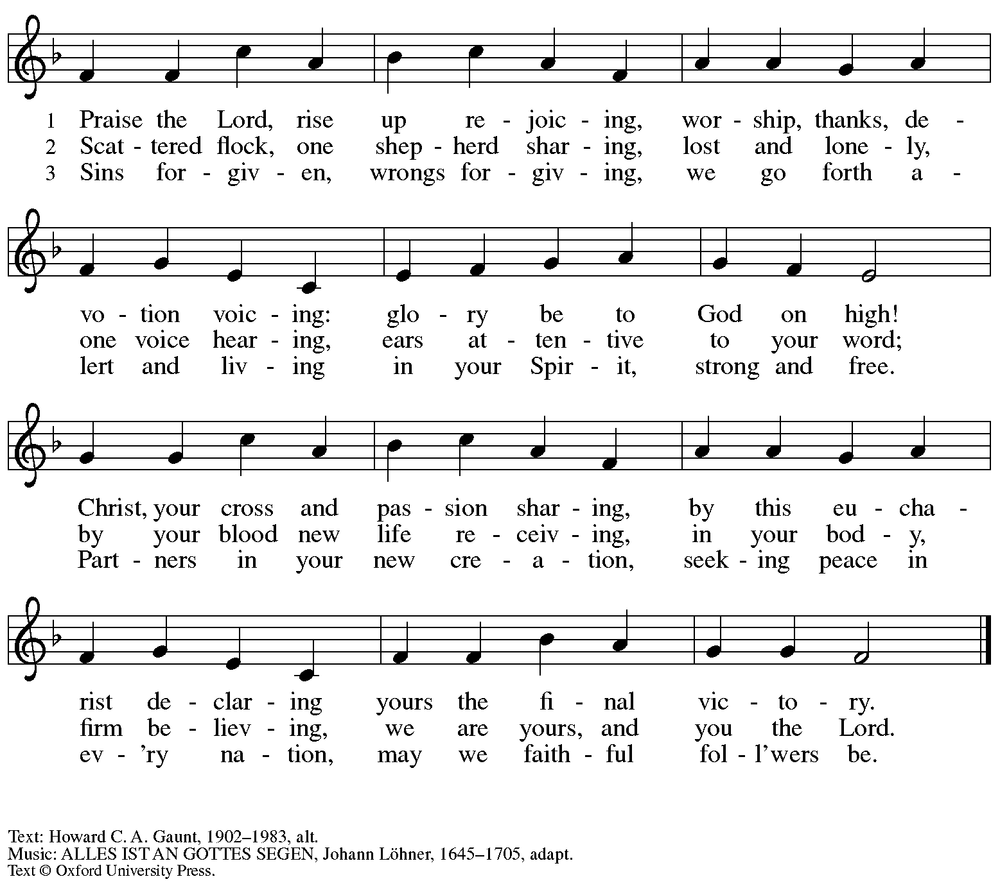 1 Praise the Lord, rise up re - joic - ing, wor - ship, thanks, de -
2 Scat - tered flock, one shep - herd shar - ing, lost and lone - ly,
3 Sins for - giv - en, wrongs for - giv - ing, we go forth a -
vo - tion voic - ing: glo - ry be to God on high!
one voice hear - ing, ears at - ten - tive to your word;
lert and liv - ing in your Spir - it, strong and free.
Christ, your cross and pas - sion shar - ing, by this eu - cha -
by your blood new life re - ceiv - ing, in your bod - y,
Part - ners in your new cre - a - tion, seek - ing peace in
rist de - clar - ing yours the fi - nal vic - to - ry.
firm be - liev - ing, we are yours, and you the Lord.
ev - 'ry na - tion, may we faith - ful fol - l'wers be.
Text: Howard C. A. Gaunt, 1902–1983, alt.
Music: ALLES IST AN GOTTES SEGEN, Johann Löhner, 1645–1705, adapt.
Text © Oxford University Press.